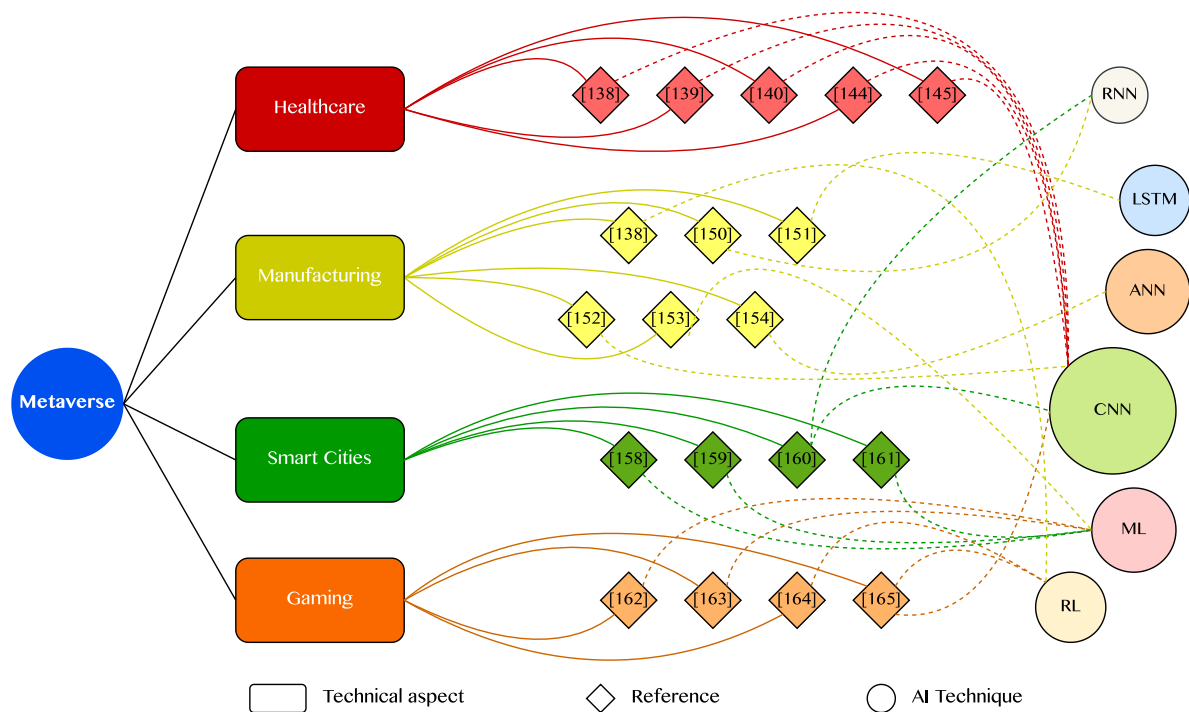 Healthcare
[138] [139] [140] [144] [145]
RNN
LSTM
Manufacturing
[138] [150] [151]
ANN
[152] [153] [154]
Metaverse
CNN
Smart Cities
[158] [159] [160] [161]
ML
Gaming
[162] [163] [164] [165]
RL
Technical aspect
Reference
AI Technique